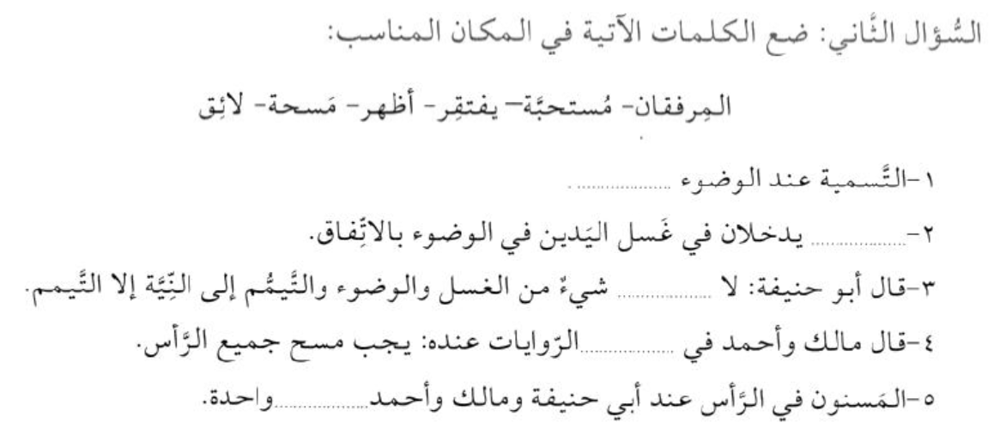 السُّؤال الثَّاني: ضع الكلمات الآتية في المكان المناسب:
المِرفقان- مُستحبَّة– يفتقِر- أظهر- مَسحة- لائِق
١-التَّسمية عند الوضوء .................... .
٢-.................... يدخلان في غَسل اليَدين في الوضوء بالاتِّفاق.
٣-قال أبو حنيفة: لا .................... شيءٌ من الغسل والوضوء والتَّيمُّم إلى النِّيَّة إلا التَّيمم.
٤-قال مالك وأحمد في ....................الرّوايات عنده: يجب مسح جميع الرَّأس.
٥-المَسنون في الرَّأس عند أبي حنيفة ومالك وأحمد....................واحدة.